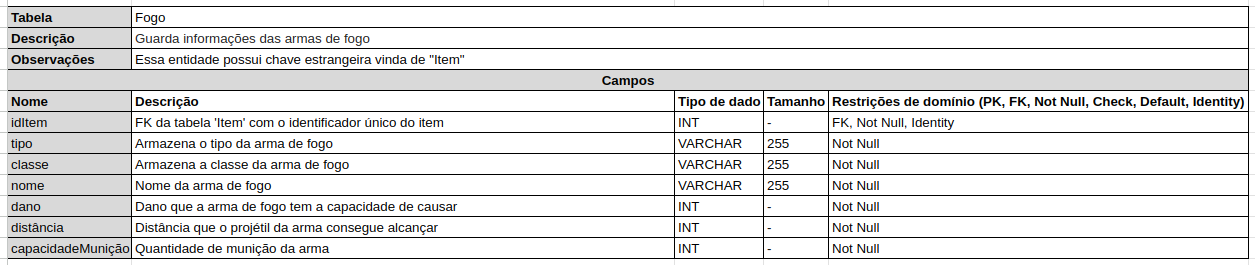 Tabela Fogo
Descrição Guarda informações das armas de fogo
Observações Essa entidade possui chave estrangeira vinda de "Item"
Campos
Nome Descrição Tipo de dado Tamanho Restrições de domínio (PK, FK, Not Null, Check, Default, Identity)
idItem FK da tabela 'Item' com o identificador único do item INT - FK, Not Null, Identity
tipo Armazena o tipo da arma de fogo VARCHAR 255 Not Null
classe Armazena a classe da arma de fogo VARCHAR 255 Not Null
nome Nome da arma de fogo VARCHAR 255 Not Null
dano Dano que a arma de fogo tem a capacidade de causar INT - Not Null
distância Distância que o projétil da arma consegue alcançar INT - Not Null
capacidadeMunição Quantidade de munição da arma INT - Not Null